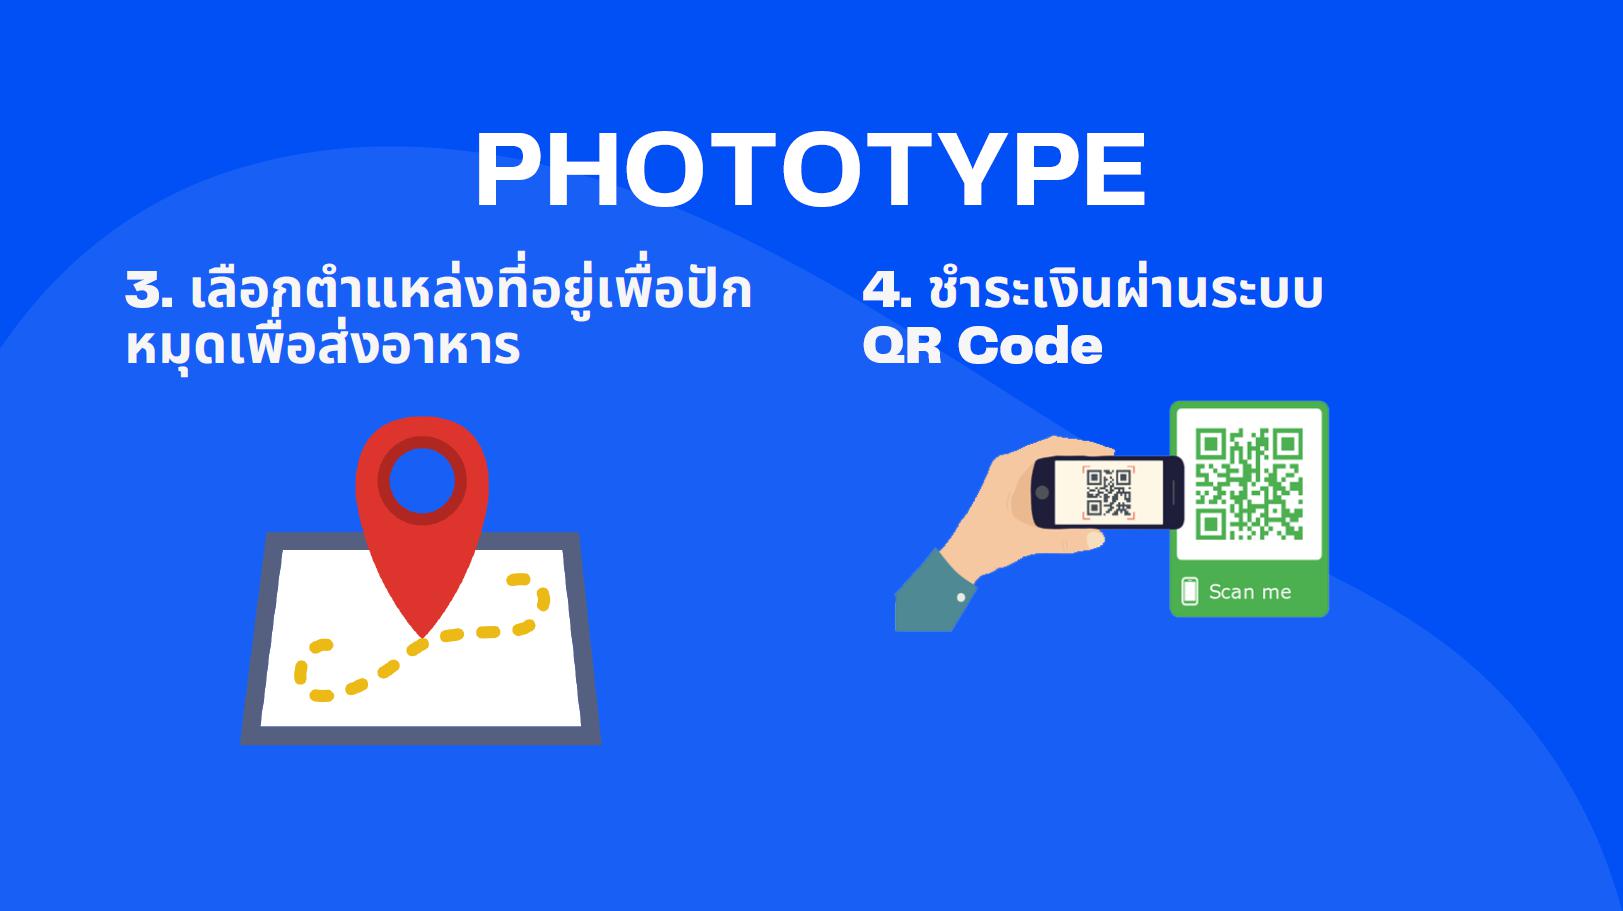 PHOTOTYPE
3. เลือกตำแหล่งที่อยู่เพื่อปัก
หมุดเพื่อส่งอาหาร
4. ชำระเงินผ่านระบบ
QR Code
Scan me